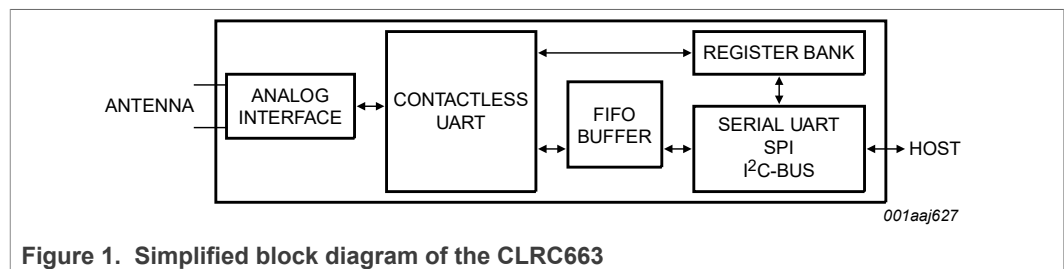 ANTENNA
ANALOG
INTERFACE
CONTACTLESS
UART
FIFO
BUFFER
REGISTER BANK
SERIAL UART
SPI
I²C-BUS
HOST
001aaj627
Figure 1. Simplified block diagram of the CLRC663